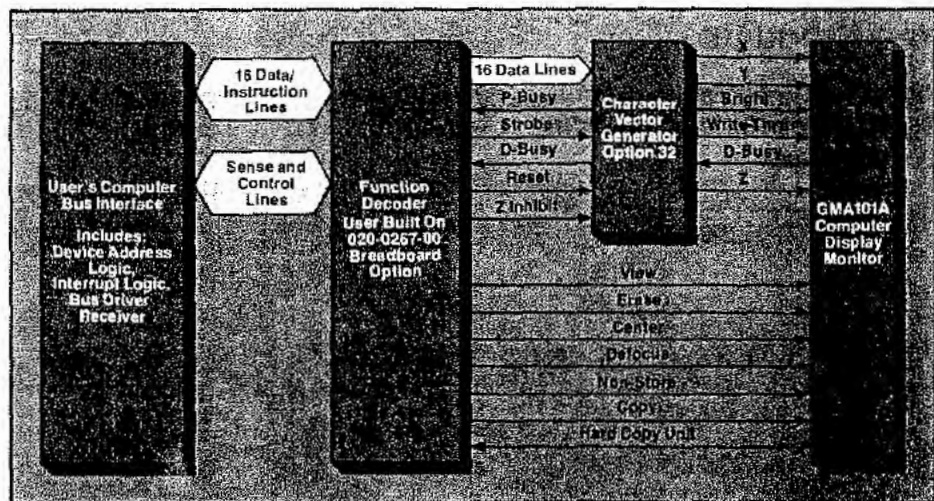 User's Computer
Bus Interface
Includes:
Device Address
Logic,
Interrupt Logic,
Bus Driver
Receiver
16 Data/
Instruction
Lines
Sense and
Control
Lines
Function
Decoder
User Built On
020-0267-00
Breadboard
Option
16 Data Lines
P-Busy
Strobe
D-Busy
Reset
Z Inhibit
Character
Vector
Generator
Option 32
X
Y
Bright
Write-Thru
D-Busy
Z
GMA101A
Computer
Display
Monitor
View
Erase
Center
Defocus
Non-Store
Copy
Hard Copy Unit